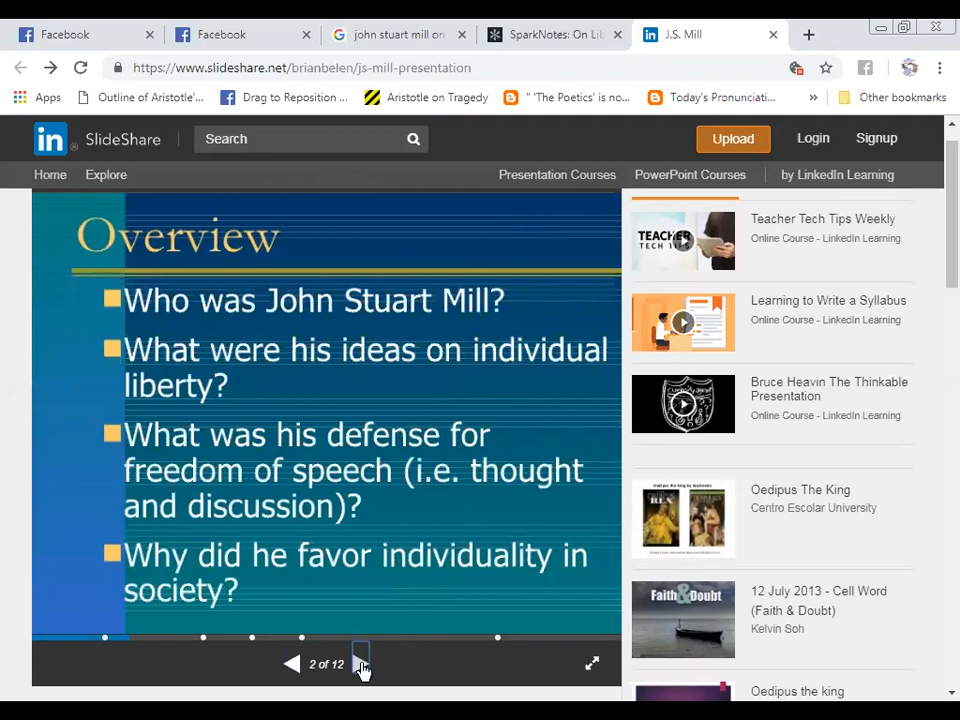 Facebook
Facebook
john stuart mill on
SparkNotes: On Lib
J.S. Mill
https://www.slideshare.net/brianbelen/js-mill-presentation
Apps
Outline of Aristotle'...
Drag to Reposition ...
Aristotle on Tragedy
" 'The Poetics' is no...
Today's Pronunciati...
»
Other bookmarks
in SlideShare
Search
Upload
Login
Signup
Home
Explore
Presentation Courses
PowerPoint Courses
by LinkedIn Learning
Overview
Who was John Stuart Mill?
What were his ideas on individual
liberty?
What was his defense for
freedom of speech (i.e. thought
and discussion)?
Why did he favor individuality in
society?
2 of 12
TEACHER
TECH TIPS
Teacher Tech Tips Weekly
Online Course - LinkedIn Learning
Learning to Write a Syllabus
Online Course - LinkedIn Learning
Bruce Heavin The Thinkable
Presentation
Online Course - LinkedIn Learning
Oedipus The King
Centro Escolar University
Faith & Doubt
12 July 2013 - Cell Word
(Faith & Doubt)
Kelvin Soh
Oedipus the king